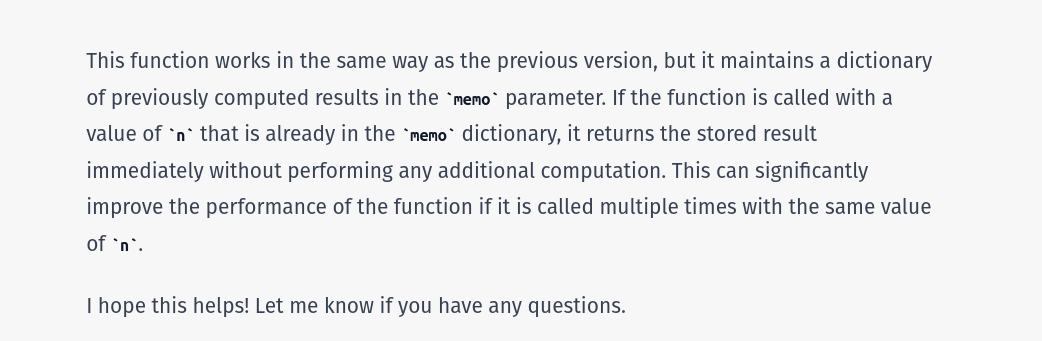 This function works in the same way as the previous version, but it maintains a dictionary
of previously computed results in the `memo` parameter. If the function is called with a
value of `n` that is already in the `memo` dictionary, it returns the stored result
immediately without performing any additional computation. This can significantly
improve the performance of the function if it is called multiple times with the same value
of `n`.
I hope this helps! Let me know if you have any questions.